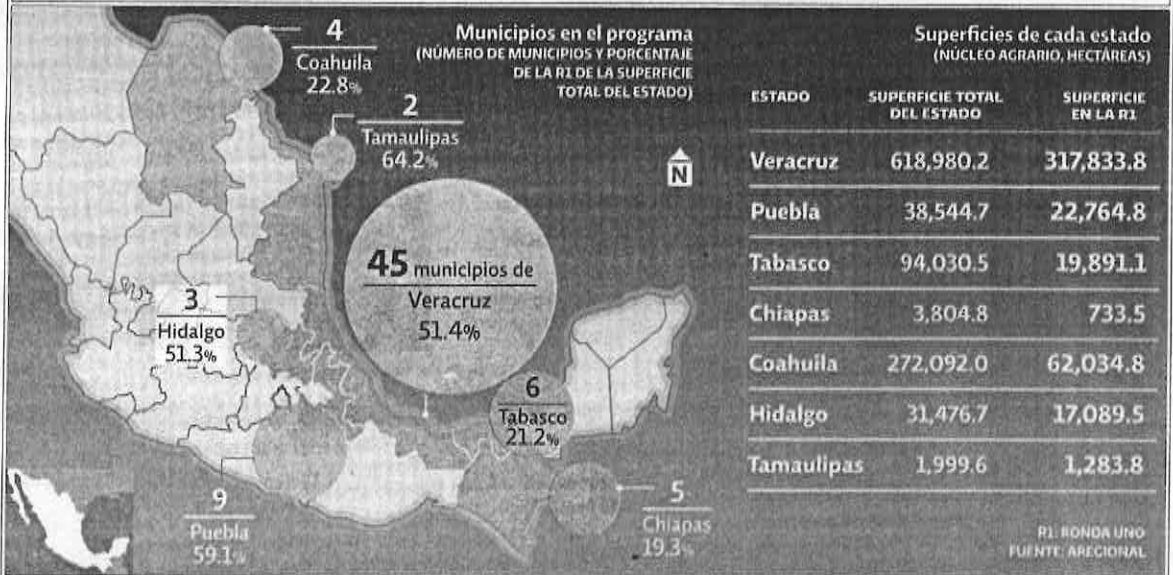 Municipios en el programa
(NÚMERO DE MUNICIPIOS Y PORCENTAJE
DE LA R1 DE LA SUPERFICIE
TOTAL DEL ESTADO)
4
Coahuila
22.8%
2
Tamaulipas
64.2%
N
45 municipios de
Veracruz
51.4%
3
Hidalgo
51.3%
6
Tabasco
21.2%
9
Puebla
59.1%
5
Chiapas
19.3%
Superficies de cada estado
(NÚCLEO AGRARIO, HECTÁREAS)
ESTADO SUPERFICIE TOTAL SUPERFICIE
DEL ESTADO EN LA R1
Veracruz 618,980.2 317,833.8
Puebla 38,544.7 22,764.8
Tabasco 94,030.5 19,891.1
Chiapas 3,804.8 733.5
Coahuila 272,092.0 62,034.8
Hidalgo 31,476.7 17,089.5
Tamaulipas 1,999.6 1,283.8
R1: RONDA UNO
FUENTE: AREGIONAL